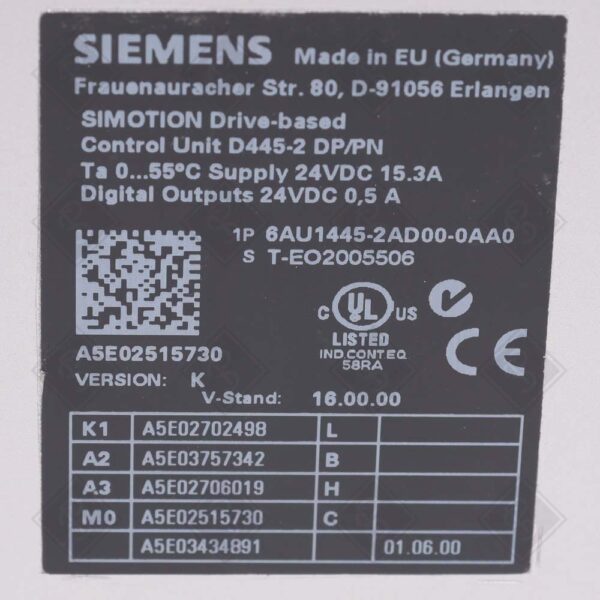 SIEMENS Made in EU (Germany)
Frauenauracher Str. 80, D-91056 Erlangen
SIMOTION Drive-based
Control Unit D445-2 DP/PN
Ta 0...55°C Supply 24VDC 15.3A
Digital Outputs 24VDC 0,5 A
1P 6AU1445-2AD00-0AA0
S T-EO2005506
C UL US
LISTED
IND CONT EQ
58RA
CE
A5E02515730
VERSION: K
V-Stand: 16.00.00
K1 A5E02702498 L
A2 A5E03757342 B
A3 A5E02706019 H
M0 A5E02515730 C
A5E03434891 01.06.00